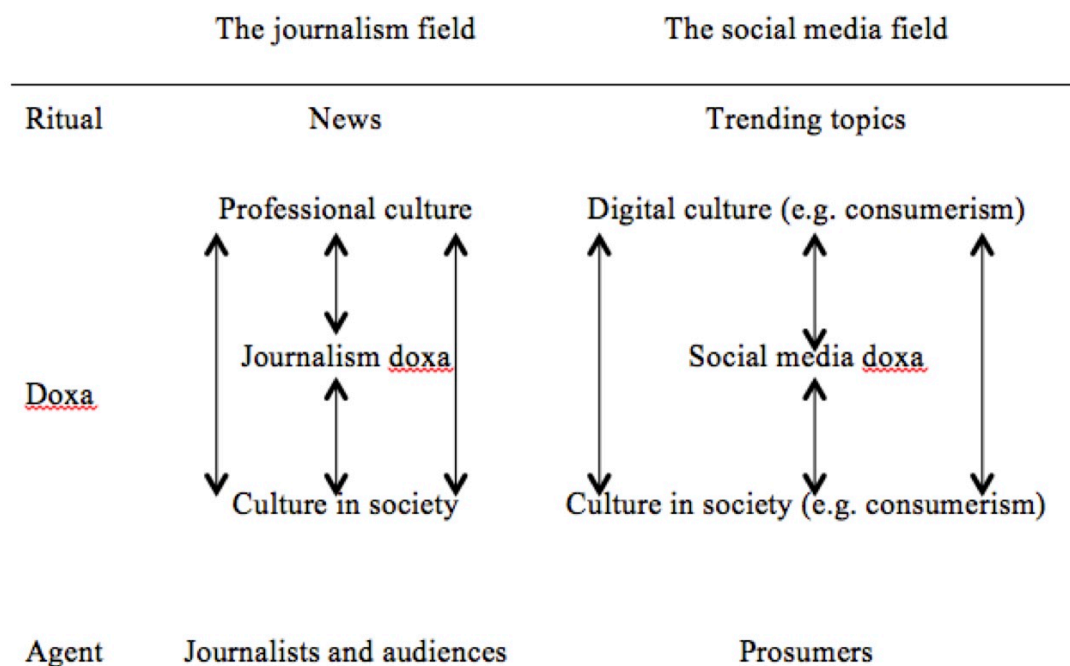 The journalism field The social media field
Ritual News Trending topics
Professional culture Digital culture (e.g. consumerism)
Journalism doxa Social media doxa
Doxa
Culture in society Culture in society (e.g. consumerism)
Agent Journalists and audiences Prosumers